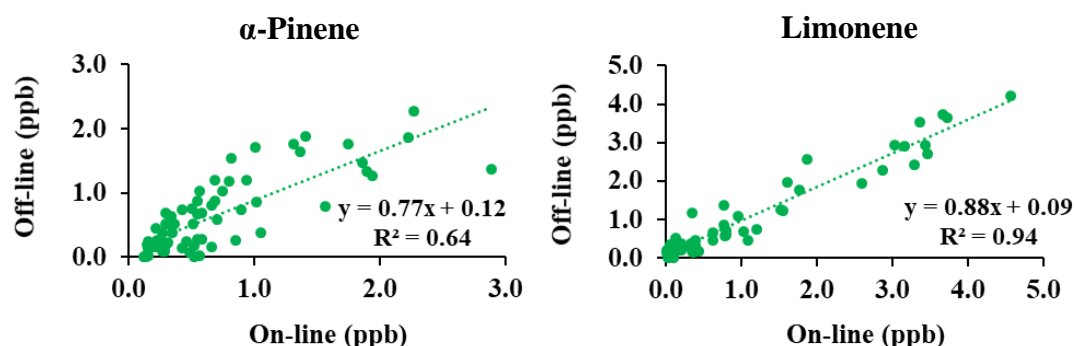 α-Pinene
Off-line (ppb)
3.0
2.0
1.0
0.0
y = 0.77x + 0.12
R² = 0.64
0.0 1.0 2.0 3.0
On-line (ppb)
Limonene
Off-line (ppb)
5.0
4.0
3.0
2.0
1.0
0.0
y = 0.88x + 0.09
R² = 0.94
0.0 1.0 2.0 3.0 4.0 5.0
On-line (ppb)